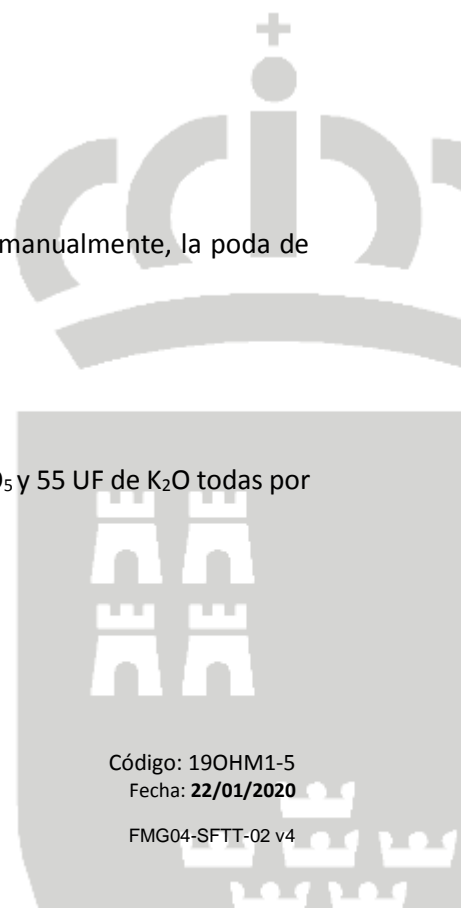 manualmente, la poda de
O₅ y 55 UF de K₂O todas por
Código: 19OHM1-5
Fecha: 22/01/2020
FMG04-SFTT-02 v4